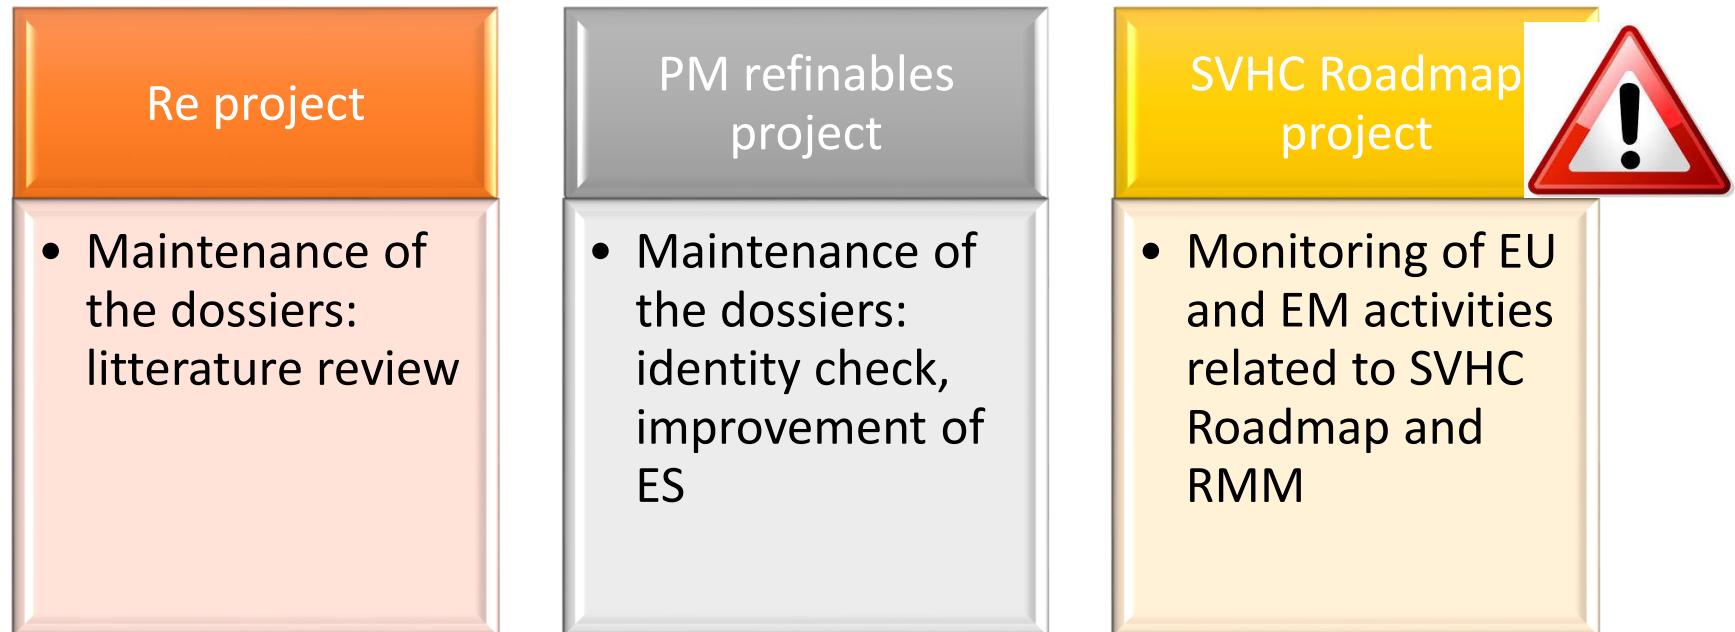 Re project
• Maintenance of
the dossiers:
litterature review
PM refinables
project
• Maintenance of
the dossiers:
identity check,
improvement of
ES
SVHC Roadmap
project
• Monitoring of EU
and EM activities
related to SVHC
Roadmap and
RMM